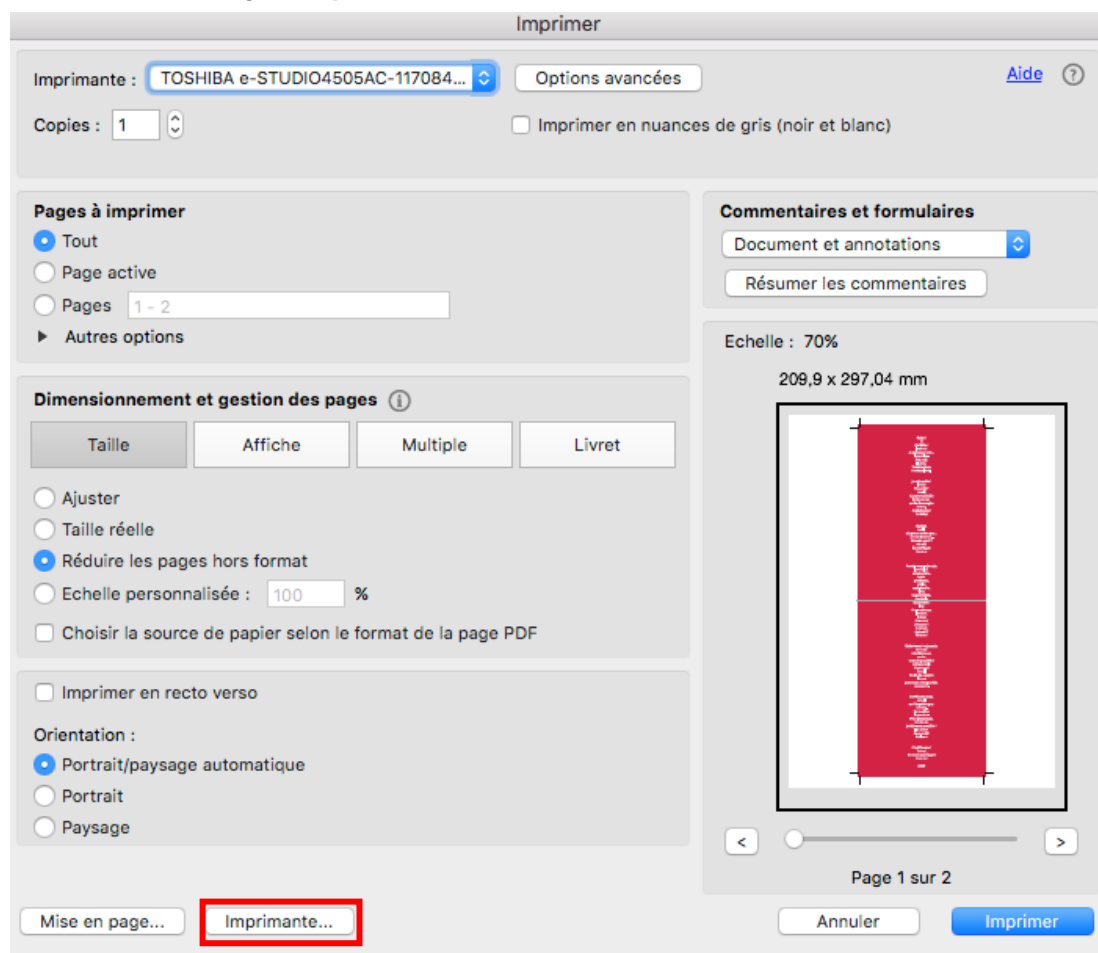 Imprimer
Imprimante : TOSHIBA e-STUDIO4505AC-117084... Options avancées Aide ?
Copies : 1 Imprimer en nuances de gris (noir et blanc)
Pages à imprimer
Tout
Page active
Pages 1 - 2
Autres options
Commentaires et formulaires
Document et annotations
Résumer les commentaires
Dimensionnement et gestion des pages i
Taille Affiche Multiple Livret
Ajuster
Taille réelle
Réduire les pages hors format
Echelle personnalisée : 100 %
Choisir la source de papier selon le format de la page PDF
Imprimer en recto verso
Orientation :
Portrait/paysage automatique
Portrait
Paysage
Echelle : 70%
209,9 x 297,04 mm
< >
Page 1 sur 2
Mise en page... Imprimante... Annuler Imprimer